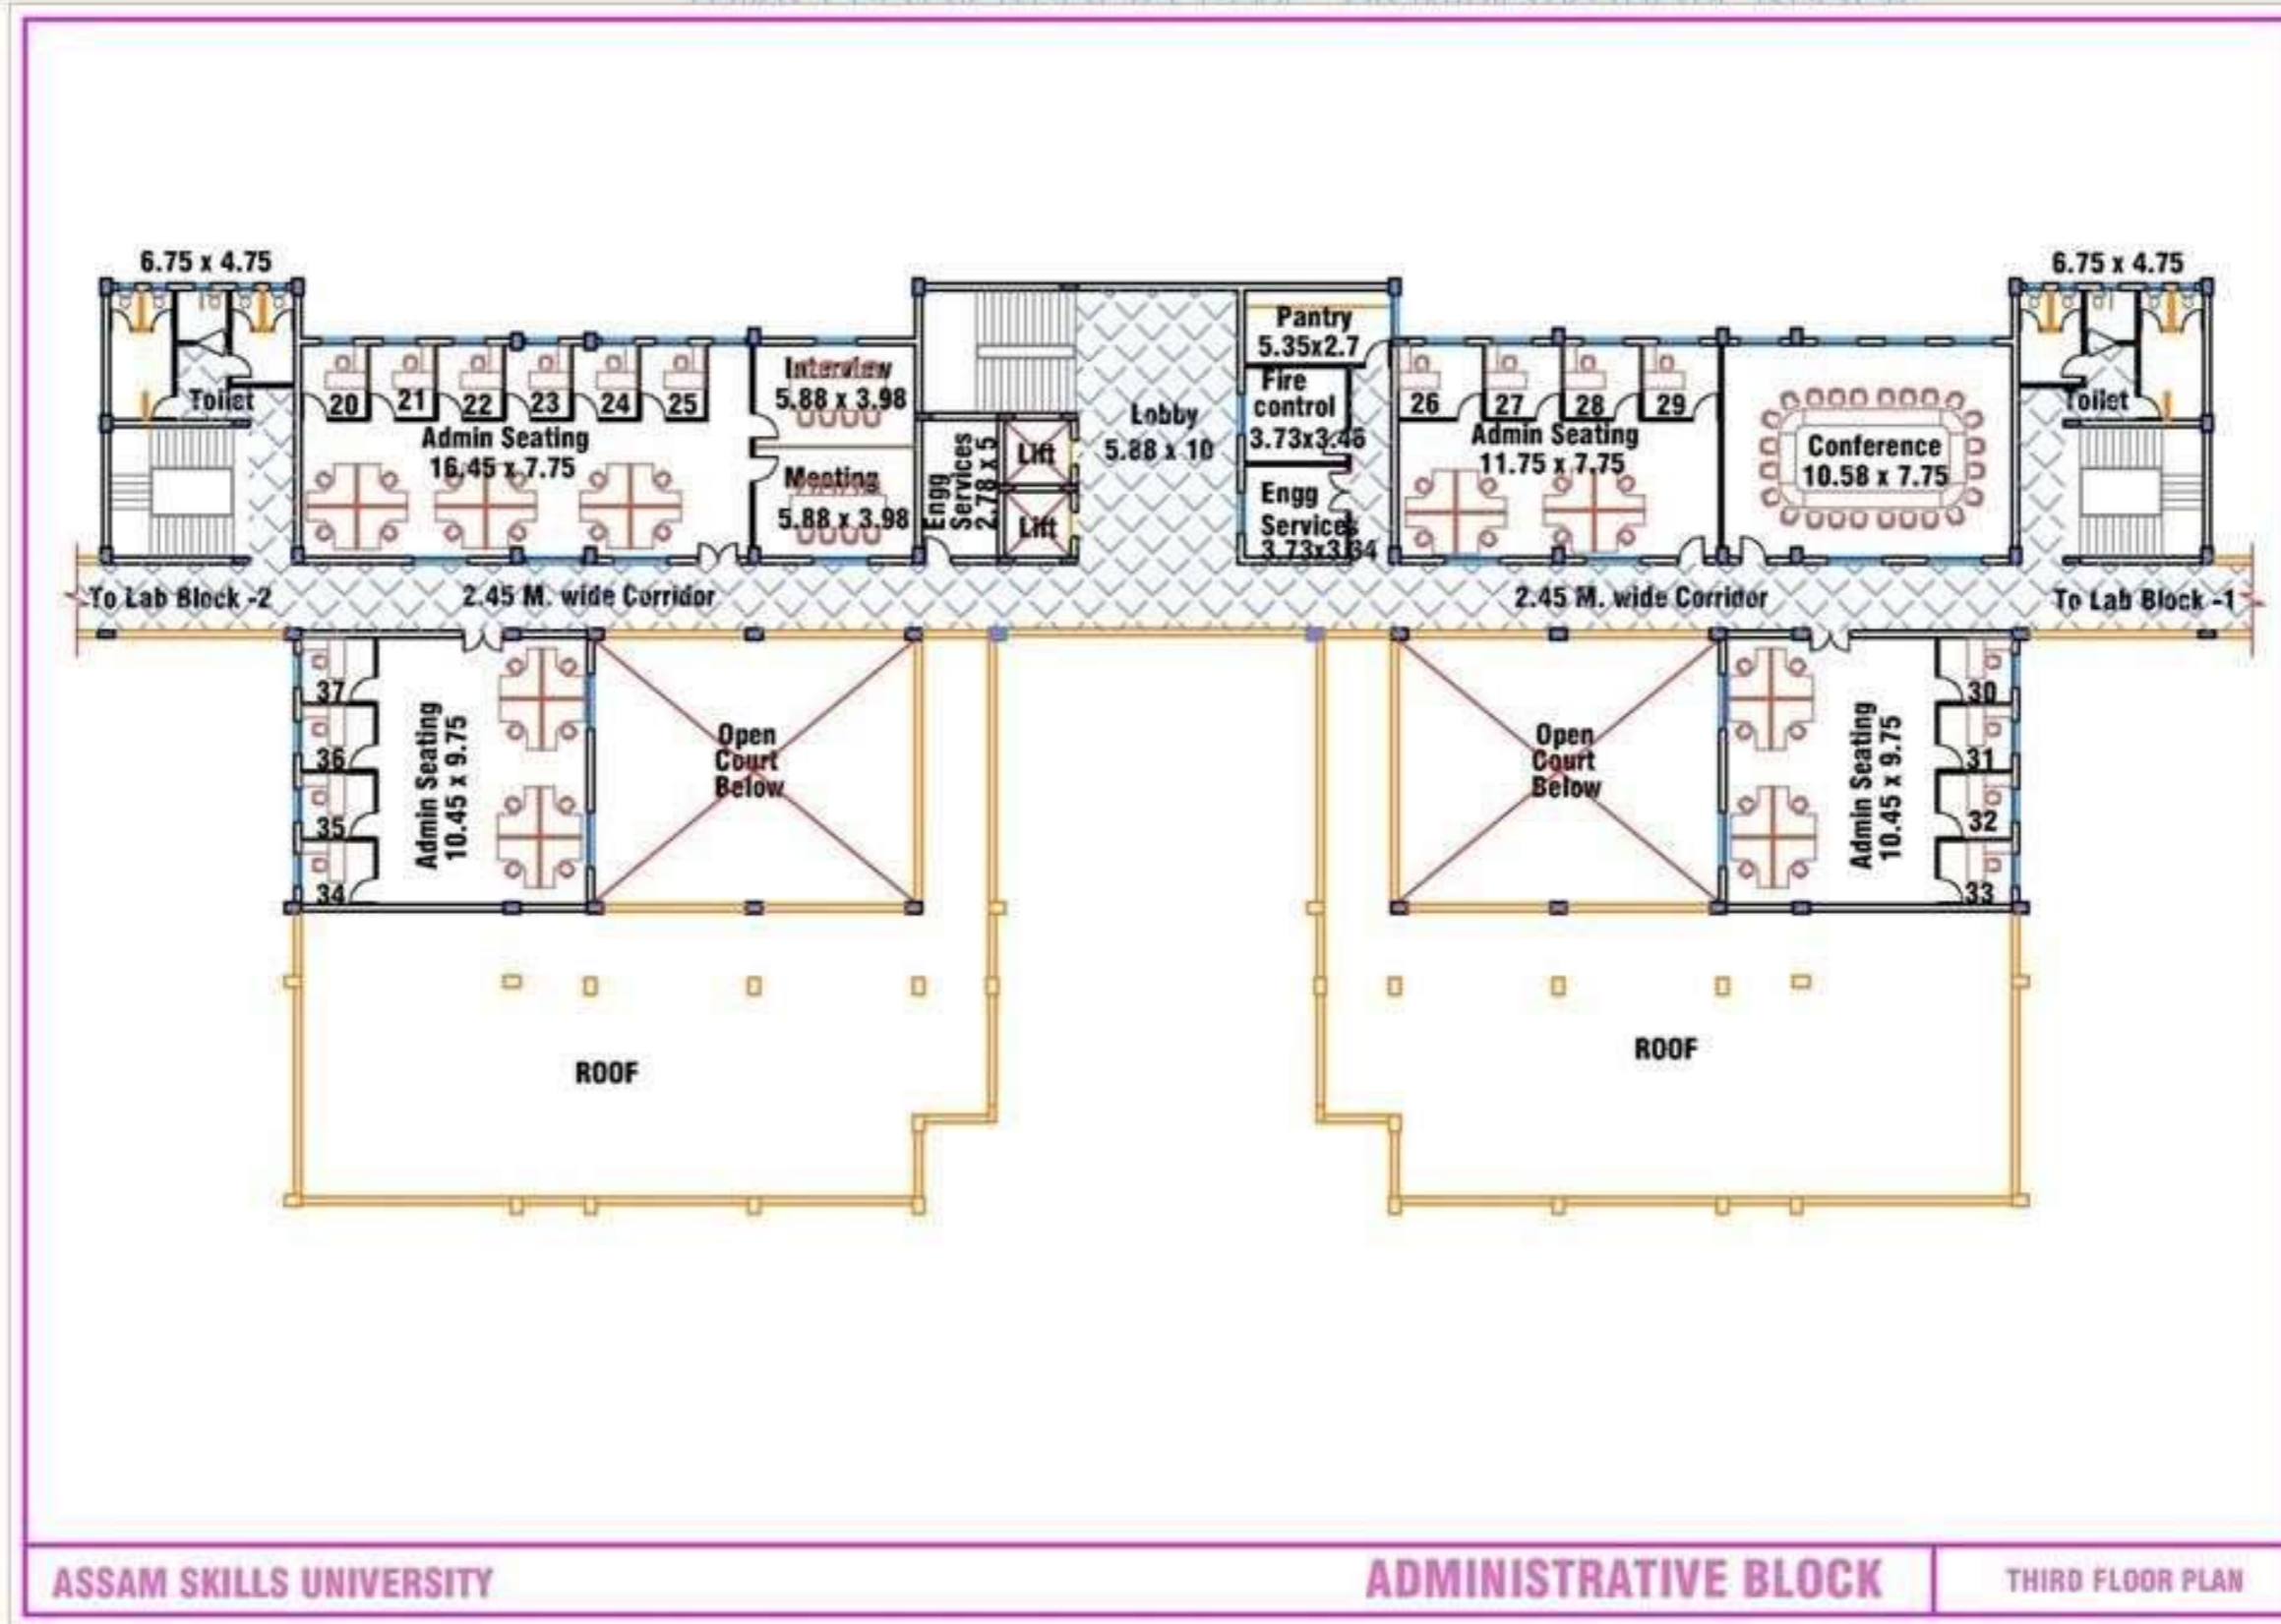 6.75 x 4.75
6.75 x 4.75
Toilet
20
21
22
23
24
25
Admin Seating
16.45 x 7.75
Interview
5.88 x 3.98
Meeting
5.88 x 3.98
Engg
Services
2.78 x 5
Lift
Lift
Lobby
5.88 x 10
Pantry
5.35x2.7
Fire
control
3.73x3.46
Engg
Services
26
27
28
29
Admin Seating
11.75 x 7.75
Conference
10.58 x 7.75
Toilet
To Lab Block -2
2.45 M. wide Corridor
2.45 M. wide Corridor
To Lab Block -1
37
36
35
34
Admin Seating
10.45 x 9.75
Open
Court
Below
Open
Court
Below
Admin Seating
10.45 x 9.75
30
31
32
33
ROOF
ROOF
ASSAM SKILLS UNIVERSITY
ADMINISTRATIVE BLOCK
THIRD FLOOR PLAN